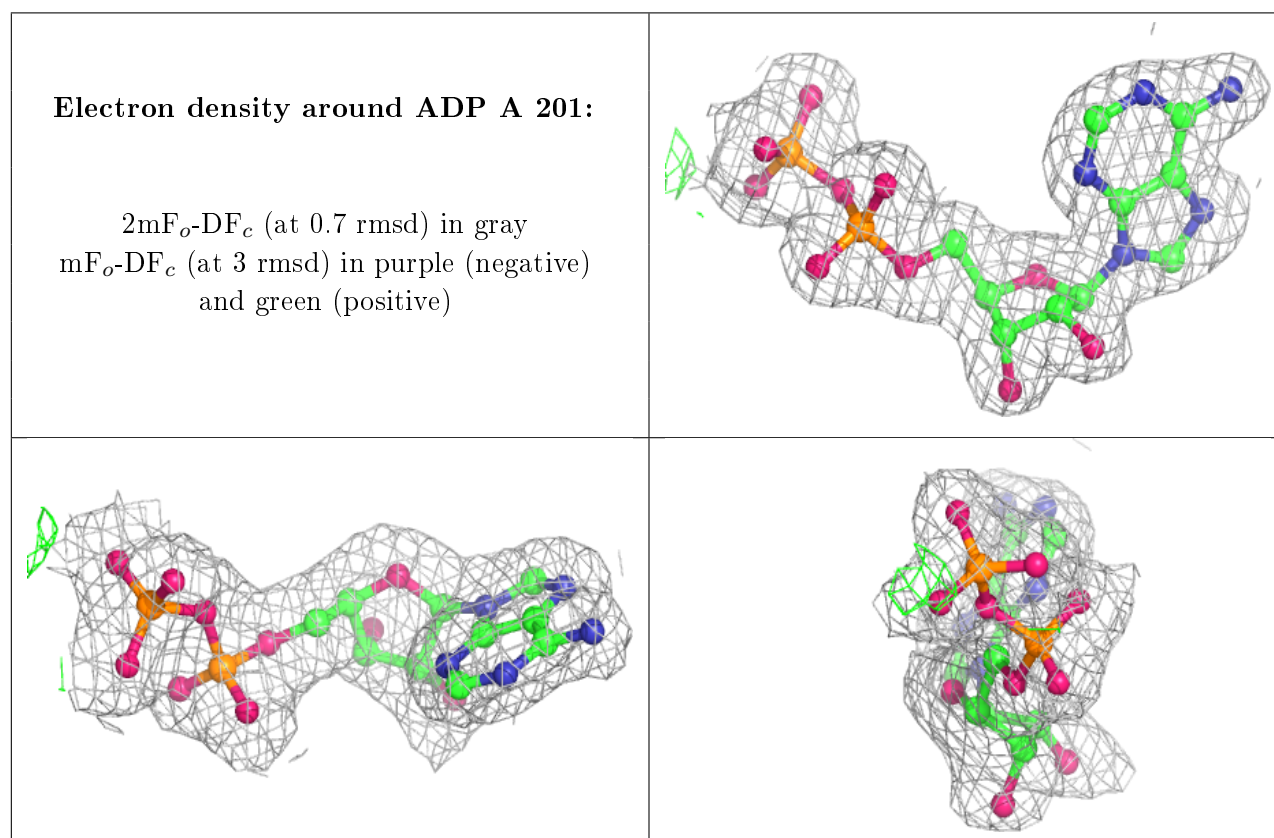 Electron density around ADP A 201:
2mFo-DFc (at 0.7 rmsd) in gray
mFo-DFc (at 3 rmsd) in purple (negative)
and green (positive)